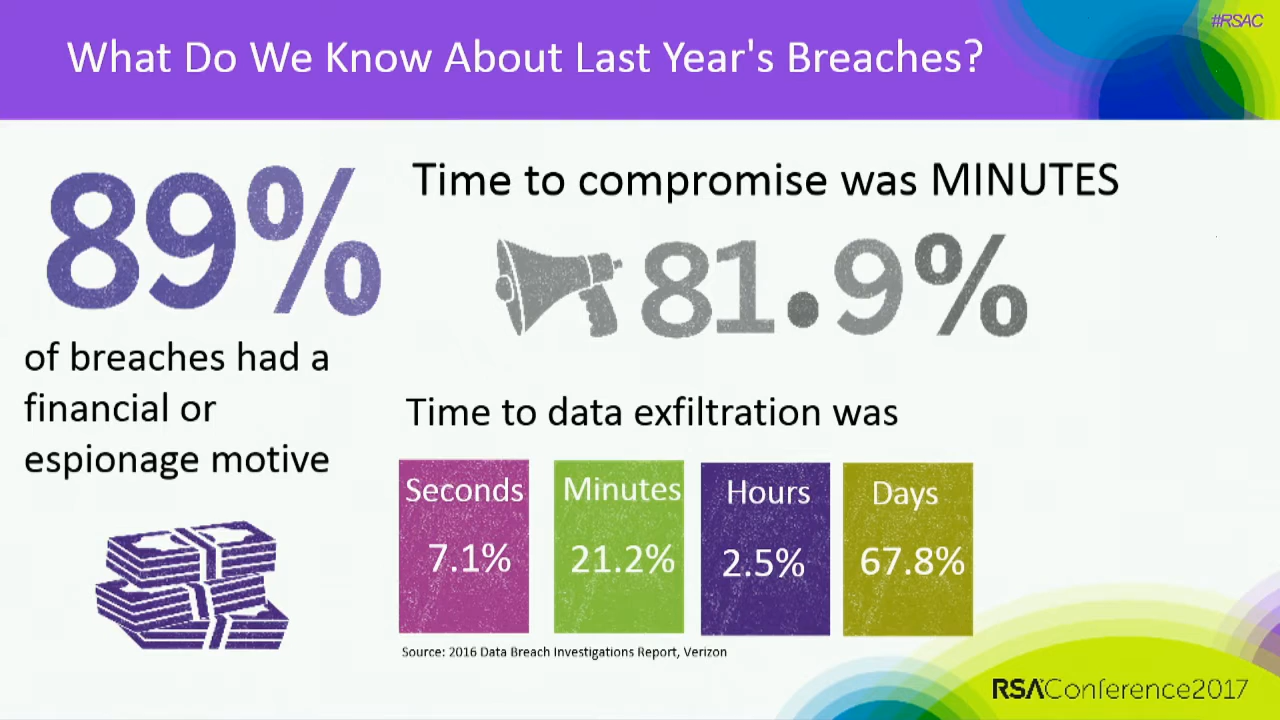 #RSAC
What Do We Know About Last Year's Breaches?
89%
of breaches had a
financial or
espionage motive
Time to compromise was MINUTES
81.9%
Time to data exfiltration was
Seconds
7.1%
Minutes
21.2%
Hours
2.5%
Days
67.8%
Source: 2016 Data Breach Investigations Report, Verizon
RSA Conference2017